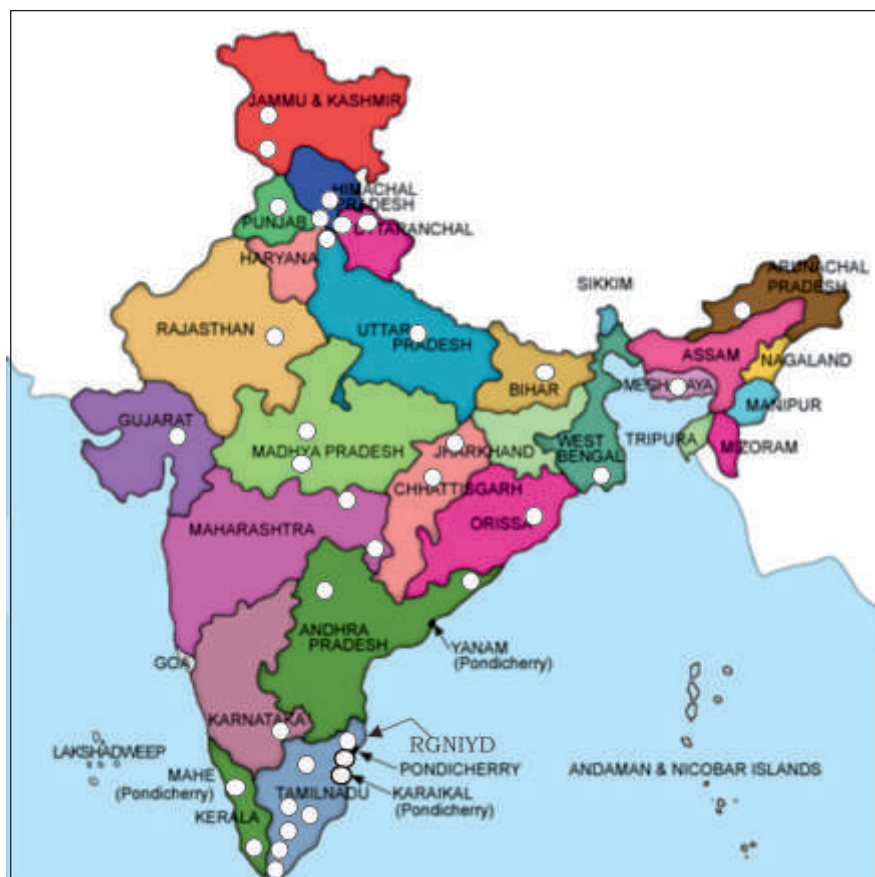 JAMMU & KASHMIR
HIMACHAL
PRADESH
PUNJAB
UTTARANCHAL
HARYANA
SIKKIM
ARUNACHAL
PRADESH
RAJASTHAN
UTTAR
PRADESH
ASSAM
NAGALAND
BIHAR
MEGHALAYA
MANIPUR
GUJARAT
MADHYA PRADESH
JHARKHAND
WEST
BENGAL
TRIPURA
MIZORAM
CHHATTISGARH
MAHARASHTRA
ORISSA
ANDHRA
PRADESH
YANAM
(Pondicherry)
GOA
KARNATAKA
RGNIYD
LAKSHADWEEP
PONDICHERRY
ANDAMAN & NICOBAR ISLANDS
MAHE
(Pondicherry)
TAMILNADU
KARAIKAL
(Pondicherry)
KERALA